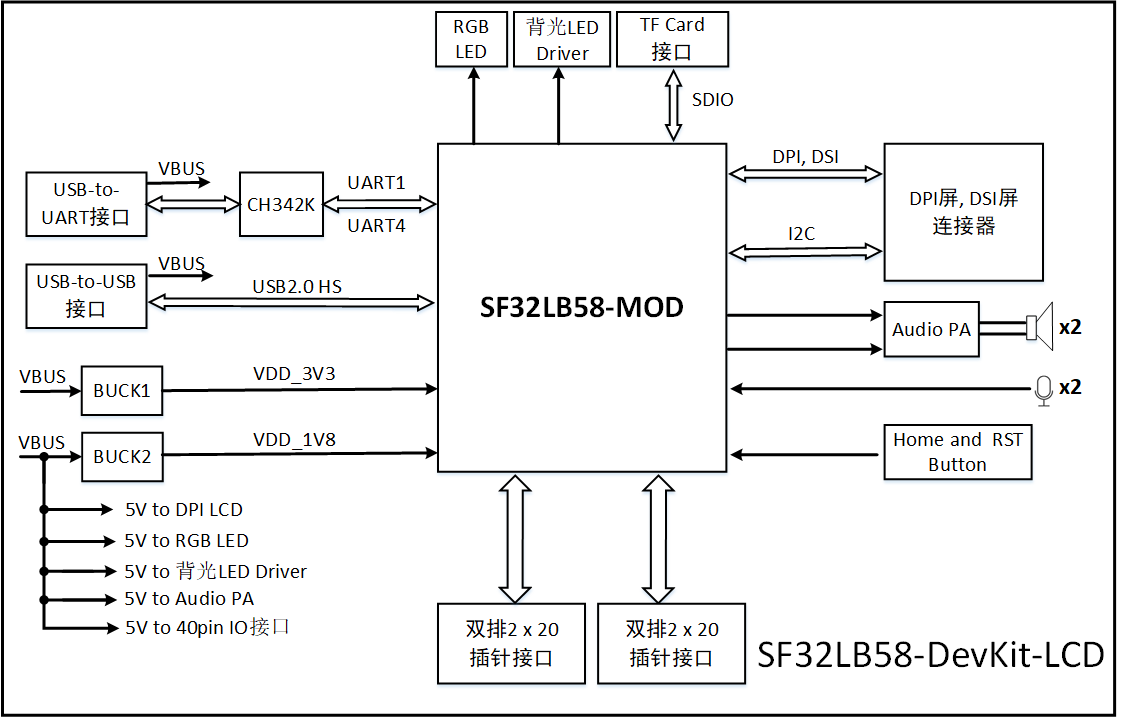 RGB
LED
背光LED
Driver
TF Card
接口
SDIO
USB-to-
UART接口
VBUS
CH342K
UART1
UART4
USB-to-USB
接口
VBUS
USB2.0 HS
SF32LB58-MOD
DPI, DSI
I2C
DPI屏, DSI屏
连接器
Audio PA
x2
x2
Home and RST
Button
VBUS
BUCK1
VDD_3V3
VBUS
BUCK2
VDD_1V8
5V to DPI LCD
5V to RGB LED
5V to 背光LED Driver
5V to Audio PA
5V to 40pin IO接口
双排2 x 20
插针接口
双排2 x 20
插针接口
SF32LB58-DevKit-LCD